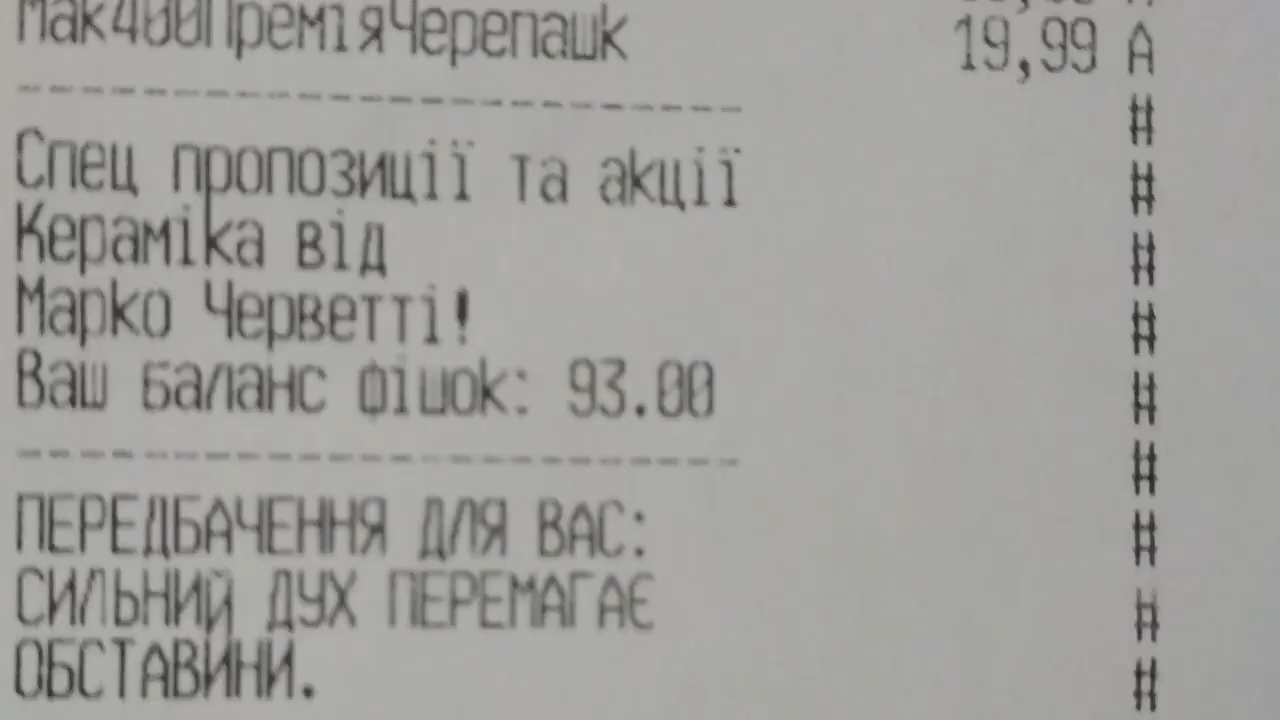 Мак400ПреміяЧерепашк 19,99 А
#
Спец пропозиції та акції #
Кераміка від #
Марко Черветті! #
Ваш баланс фішок: 93.00 #
#
ПЕРЕДБАЧЕННЯ ДЛЯ ВАС: #
СИЛЬНИЙ ДУХ ПЕРЕМАГАЄ #
ОБСТАВИНИ. #